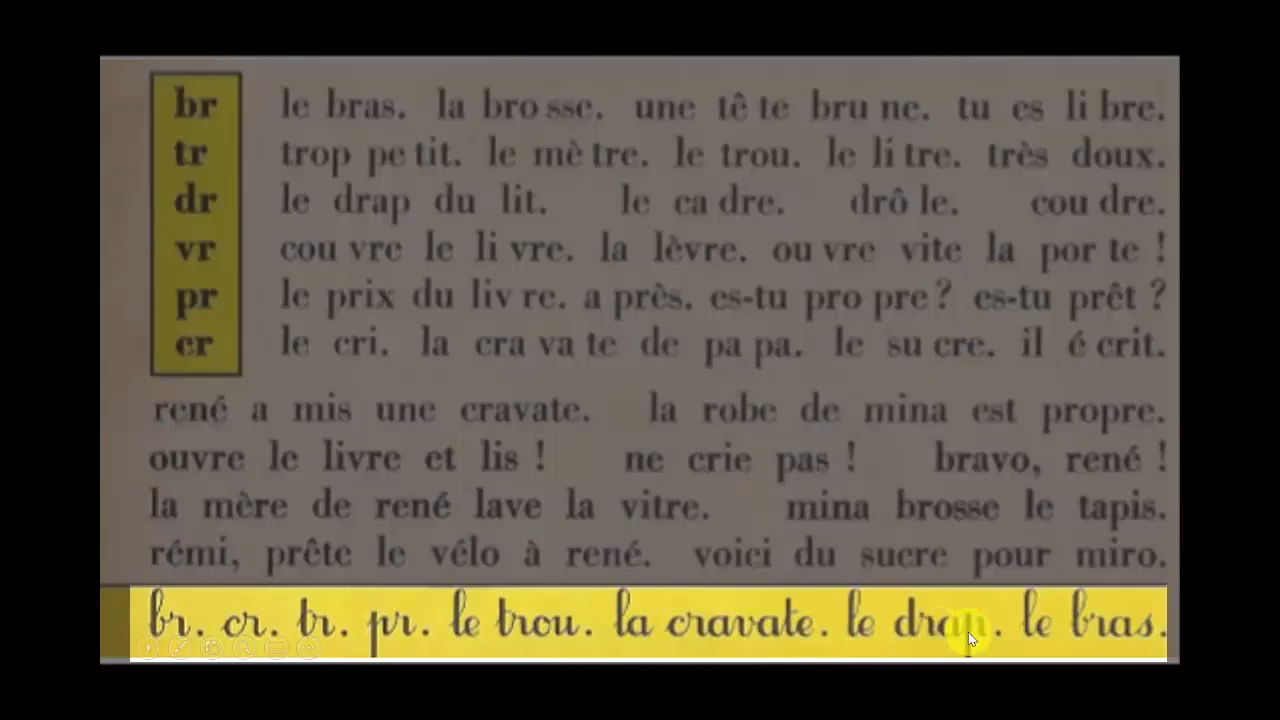 br le bras. la bro sse. une tê te bru ne. tu es li bre.
tr trop pe tit. le mè tre. le trou. le li tre. très doux.
dr le drap du lit. le ca dre. drô le. cou dre.
vr cou vre le li vre. la lèvre. ou vre vite la por te !
pr le prix du liv re. a près. es-tu pro pre ? es-tu prêt ?
cr le cri. la cra va te de pa pa. le su cre. il é crit.
rené a mis une cravate. la robe de mina est propre.
ouvre le livre et lis ! ne crie pas ! bravo, rené !
la mère de rené lave la vitre. mina brosse le tapis.
rémi, prête le vélo à rené. voici du sucre pour miro.
br. cr. tr. pr. le trou. la cravate. le drap. le bras.